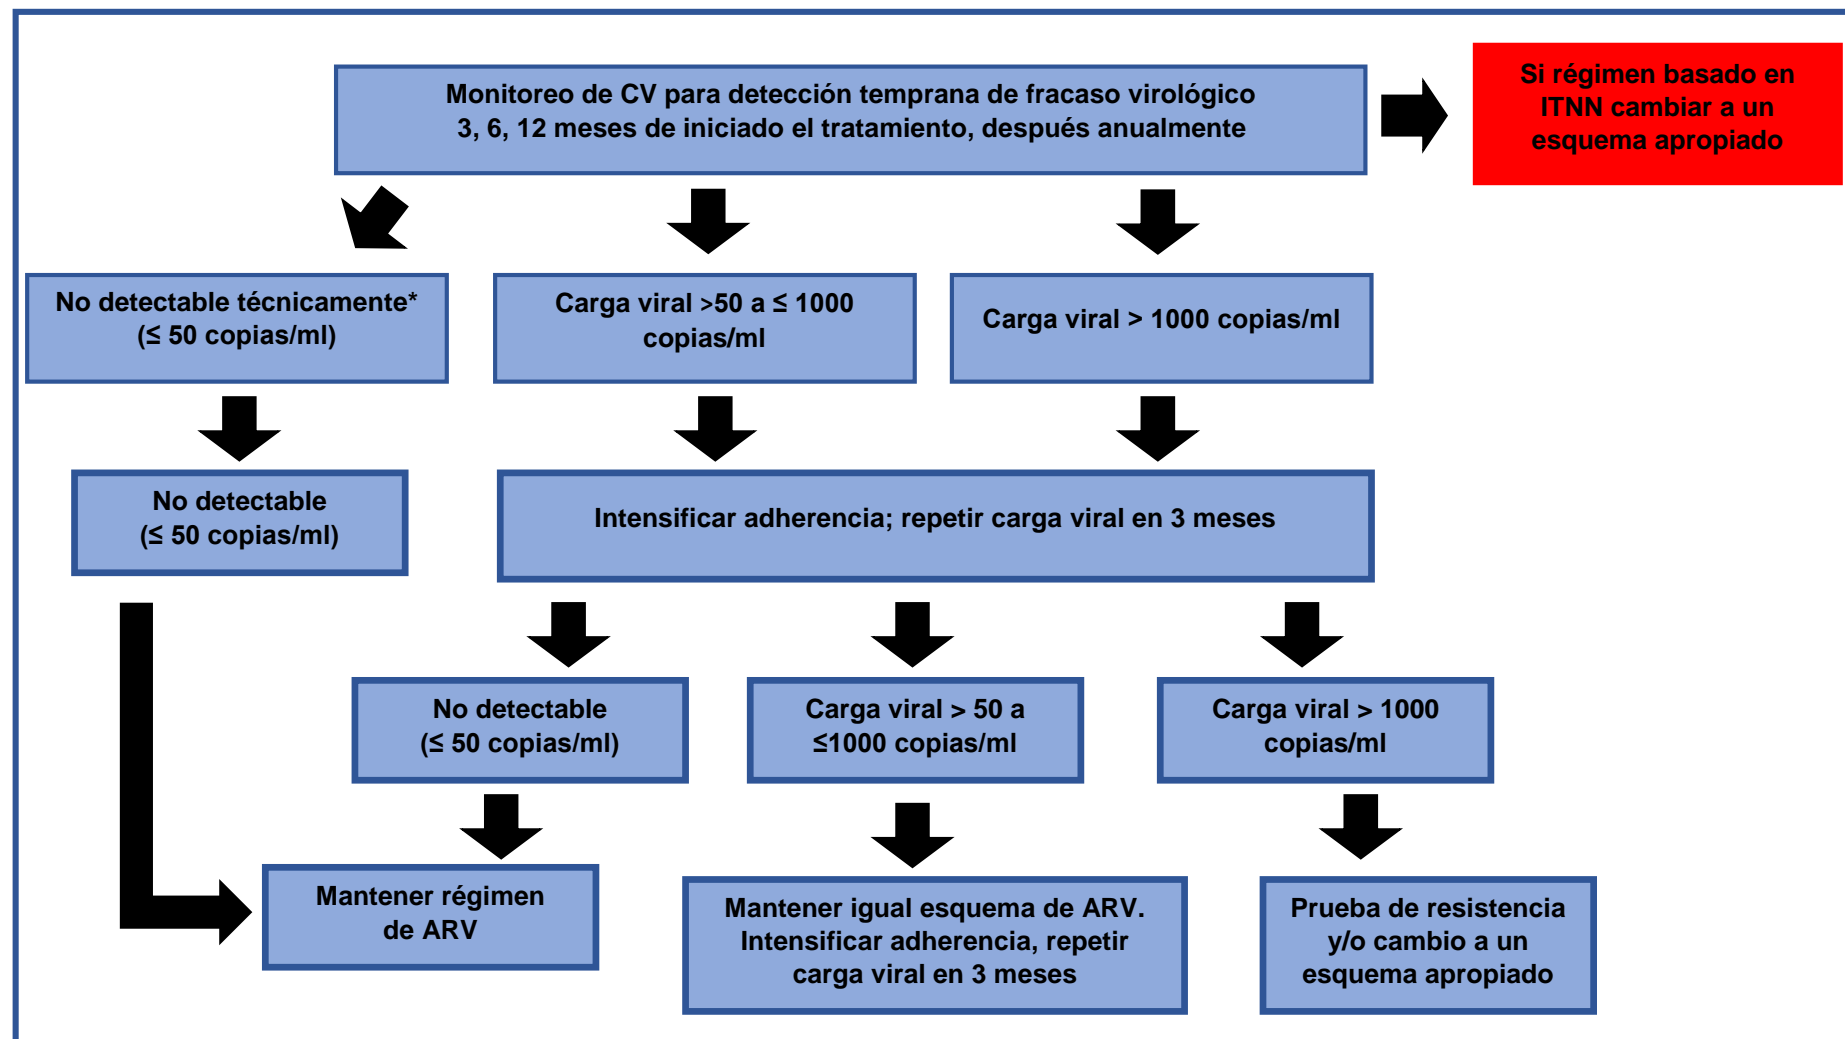 Monitoreo de CV para detección temprana de fracaso virológico
3, 6, 12 meses de iniciado el tratamiento, después anualmente
Si régimen basado en
ITNN cambiar a un
esquema apropiado
No detectable técnicamente*
(≤ 50 copias/ml)
Carga viral >50 a ≤ 1000
copias/ml
Carga viral > 1000 copias/ml
No detectable
(≤ 50 copias/ml)
Intensificar adherencia; repetir carga viral en 3 meses
No detectable
(≤ 50 copias/ml)
Carga viral > 50 a
≤1000 copias/ml
Carga viral > 1000
copias/ml
Mantener régimen
de ARV
Mantener igual esquema de ARV.
Intensificar adherencia, repetir
carga viral en 3 meses
Prueba de resistencia
y/o cambio a un
esquema apropiado